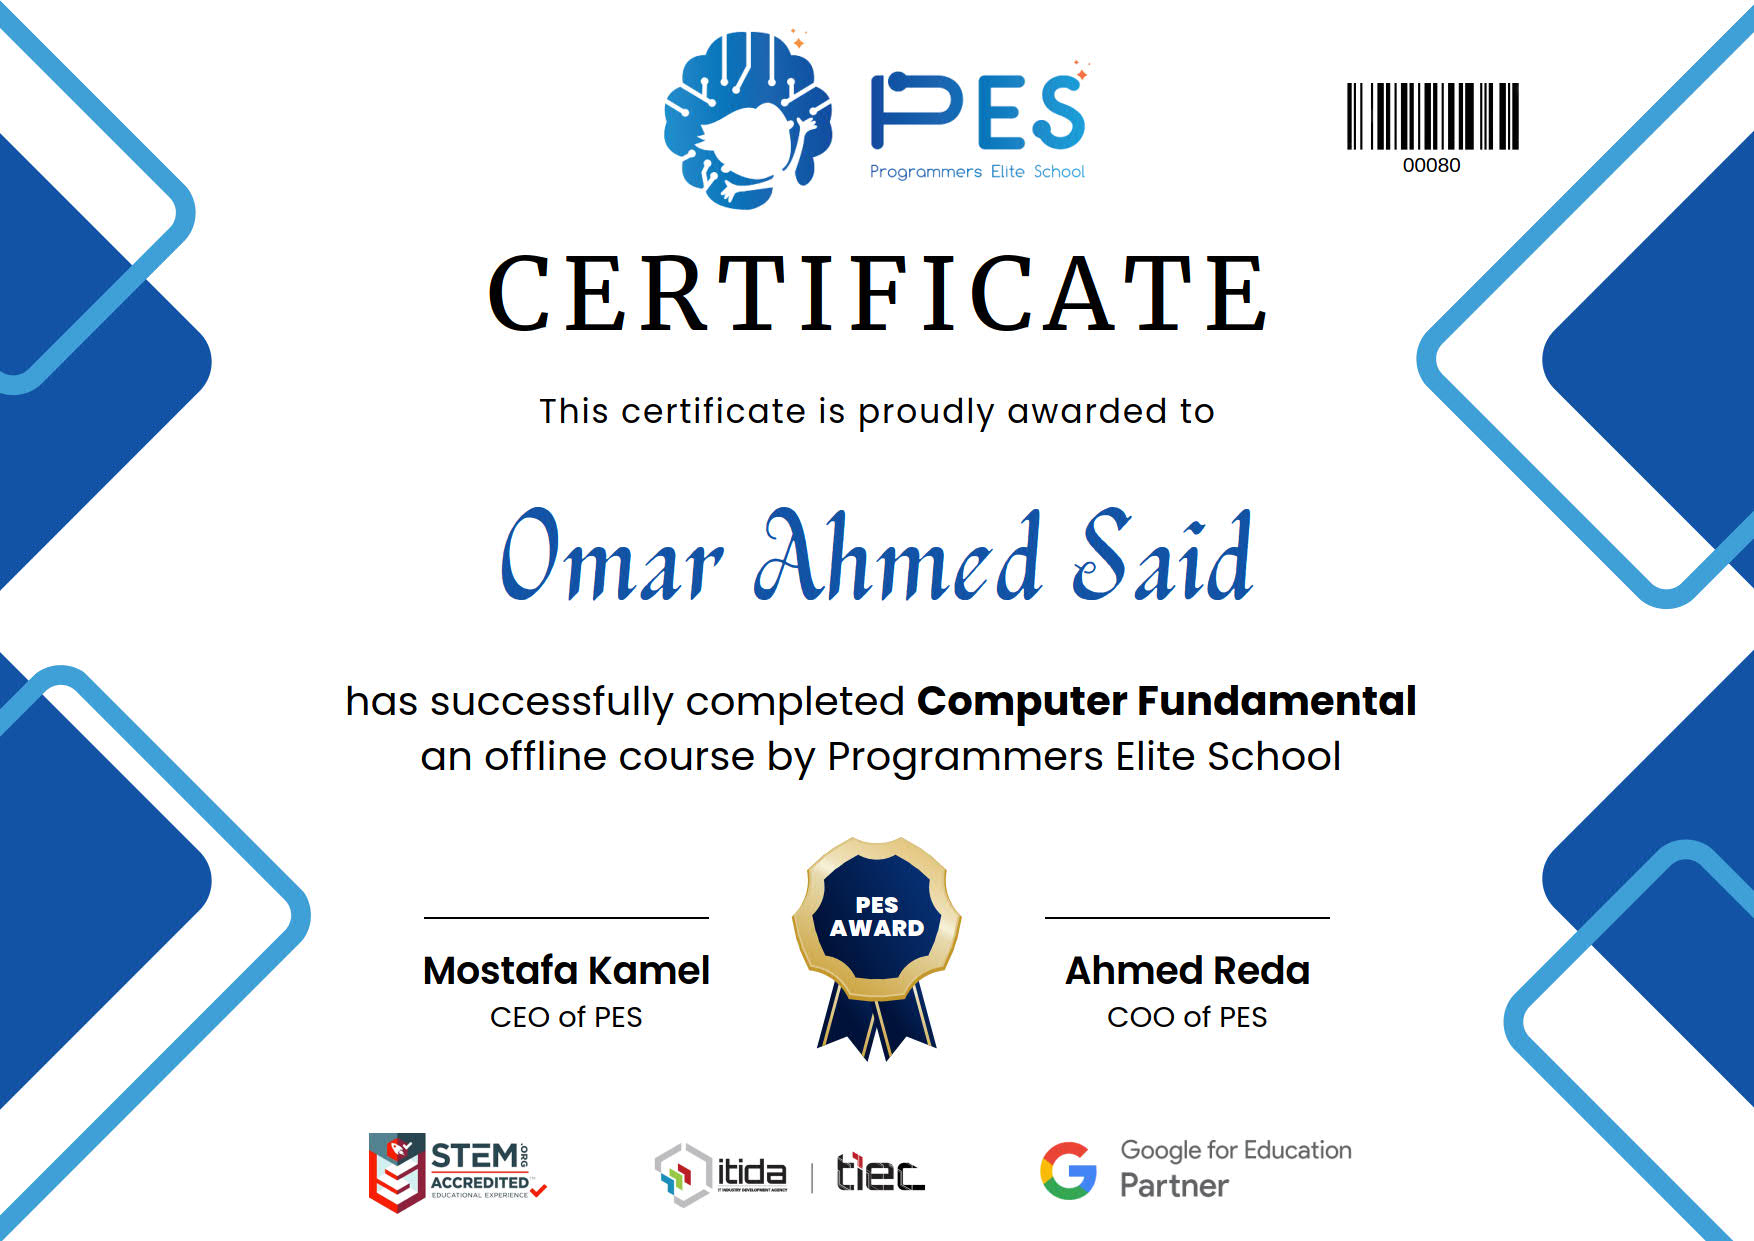 PES
Programmers Elite School
00080
CERTIFICATE
This certificate is proudly awarded to
Omar Ahmed Said
has successfully completed Computer Fundamental
an offline course by Programmers Elite School
PES
AWARD
Mostafa Kamel
CEO of PES
Ahmed Reda
COO of PES
STEM.ORG
ACCREDITED
EDUCATIONAL EXPERIENCE
itida
IT INDUSTRY DEVELOPMENT AGENCY
tiec
Google for Education
Partner